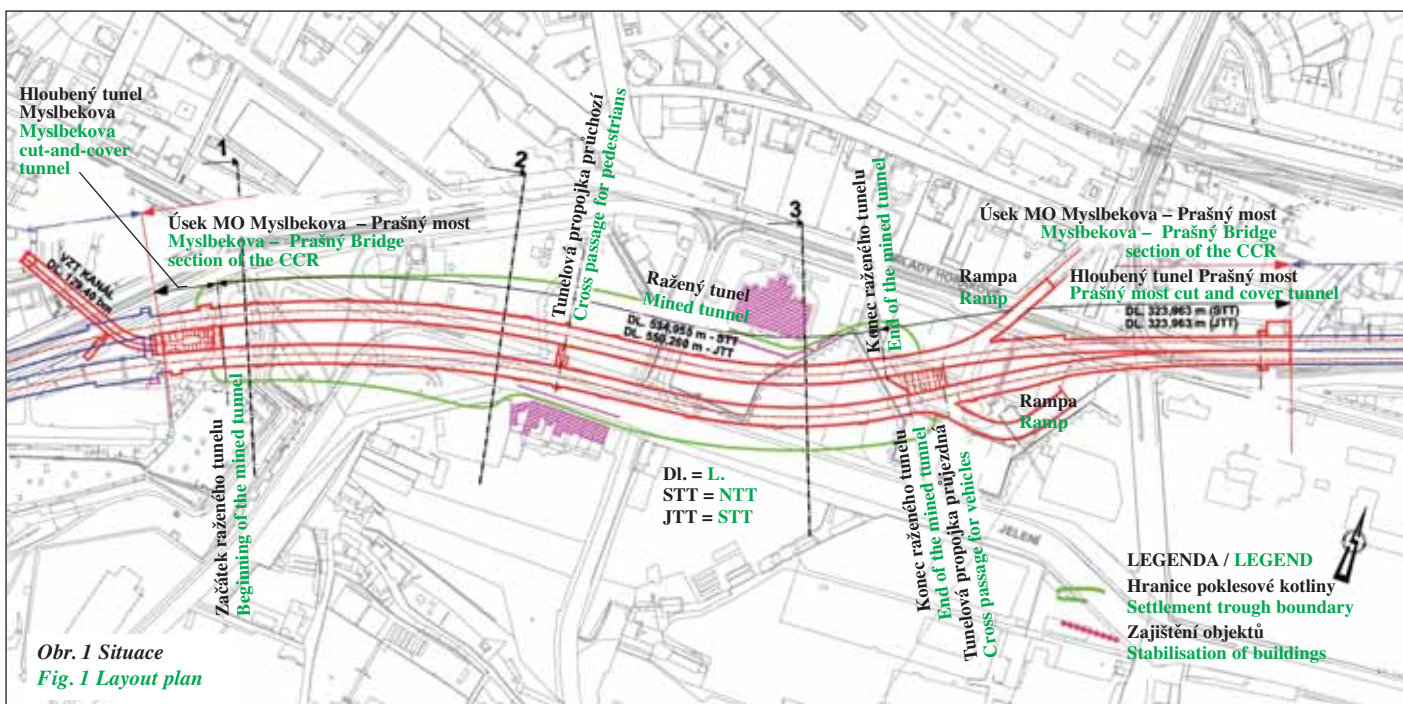 Hloubený tunel
Myslbekova
Myslbekova
cut-and-cover
tunnel
1
2
3
Úsek MO Myslbekova – Prašný most
Myslbekova – Prašný Bridge
section of the CCR
VZT KANÁL
Tunelová propojka průchozí
Cross passage for pedestrians
Ražený tunel
Mined tunnel
DL. 534,955 m - STT
DL. 550,260 m - JTT
Konec raženého tunelu
End of the mined tunnel
Úsek MO Myslbekova – Prašný most
Myslbekova – Prašný Bridge
section of the CCR
Rampa
Ramp
Hloubený tunel Prašný most
Prašný most cut and cover tunnel
DL. 323,963 m (STT)
DL. 323,963 m (JTT)
Rampa
Ramp
Začátek raženého tunelu
Beginning of the mined tunnel
Dl. = L.
STT = NTT
JTT = STT
Konec raženého tunelu
End of the mined tunnel
Tunelová propojka průjezdná
Cross passage for vehicles
JELENÍ
LEGENDA / LEGEND
Hranice poklesové kotliny
Settlement trough boundary
Zajištění objektů
Stabilisation of buildings
Obr. 1 Situace
Fig. 1 Layout plan